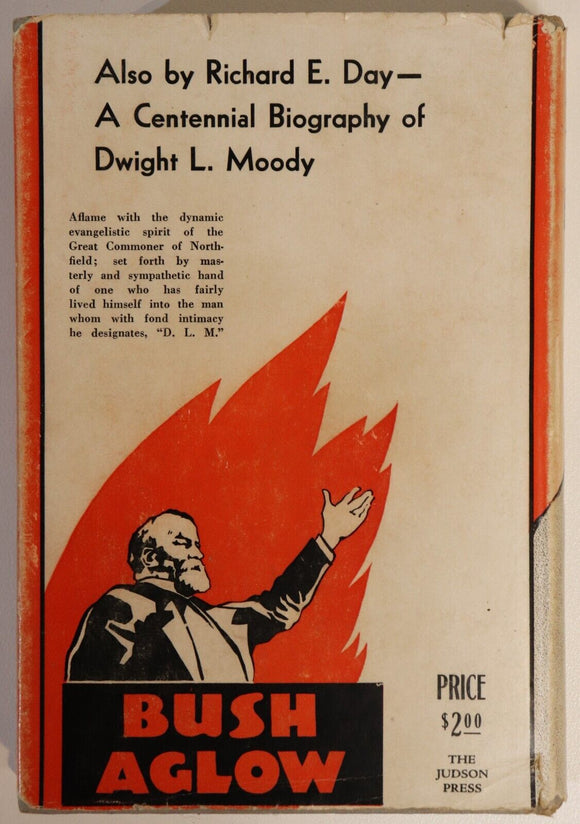 Also by Richard E. Day—
A Centennial Biography of
Dwight L. Moody
Aflame with the dynamic
evangelistic spirit of the
Great Commoner of North-
field; set forth by mas-
terly and sympathetic hand
of one who has fairly
lived himself into the man
whom with fond intimacy
he designates, “D. L. M.”
BUSH
AGLOW
PRICE
$2.00
THE
JUDSON
PRESS